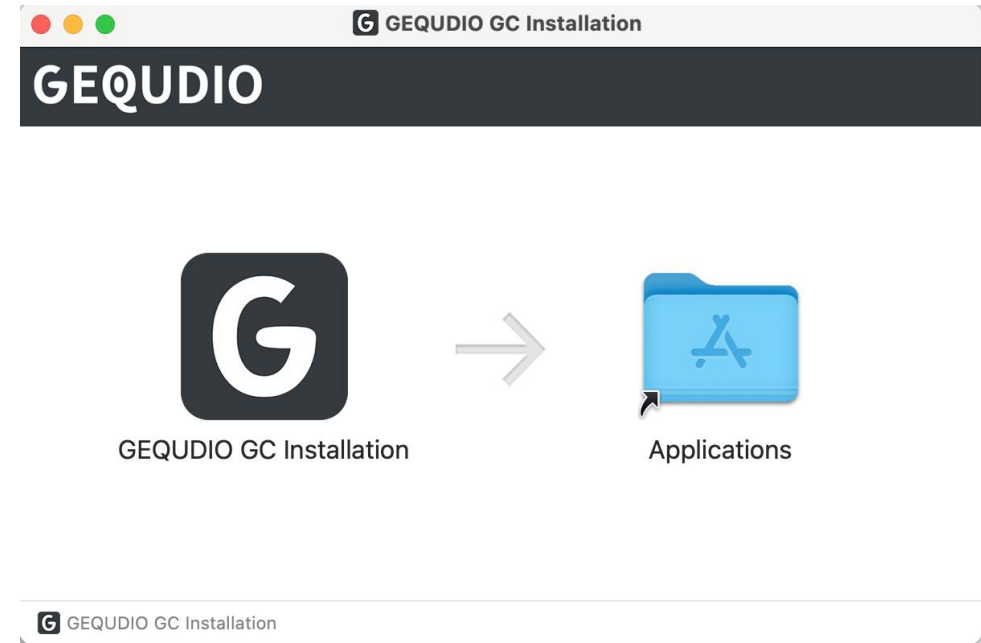 G GEQUDIO GC Installation
GEQUDIO
G
GEQUDIO GC Installation
Applications
G GEQUDIO GC Installation